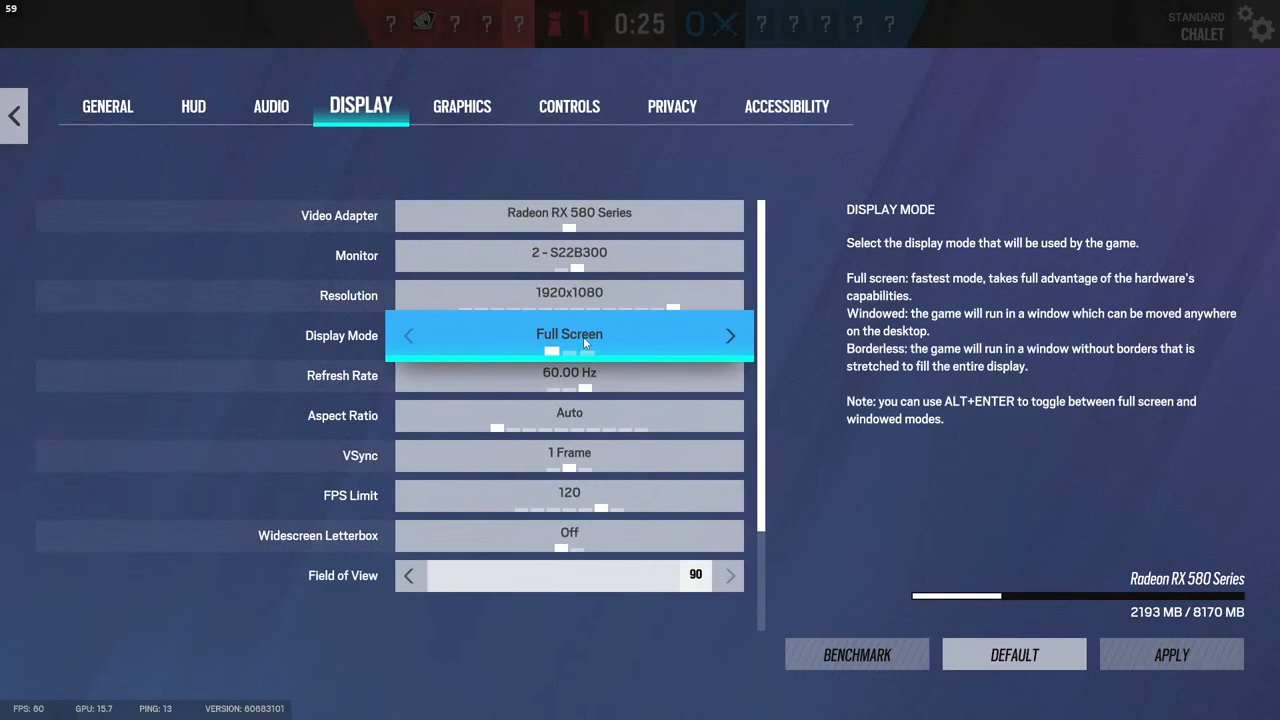 59
? ? ? ? 1 0:25 0 ? ? ? ? ?
STANDARD
CHALET
GENERAL HUD AUDIO DISPLAY GRAPHICS CONTROLS PRIVACY ACCESSIBILITY
Video Adapter Radeon RX 580 Series
Monitor 2 - S22B300
Resolution 1920x1080
Display Mode Full Screen
Refresh Rate 60.00 Hz
Aspect Ratio Auto
VSync 1 Frame
FPS Limit 120
Widescreen Letterbox Off
Field of View 90
DISPLAY MODE
Select the display mode that will be used by the game.
Full screen: fastest mode, takes full advantage of the hardware's
capabilities.
Windowed: the game will run in a window which can be moved anywhere
on the desktop.
Borderless: the game will run in a window without borders that is
stretched to fill the entire display.
Note: you can use ALT+ENTER to toggle between full screen and
windowed modes.
Radeon RX 580 Series
2193 MB / 8170 MB
BENCHMARK DEFAULT APPLY
FPS: 60 GPU: 15.7 PING: 13 VERSION: 60683101